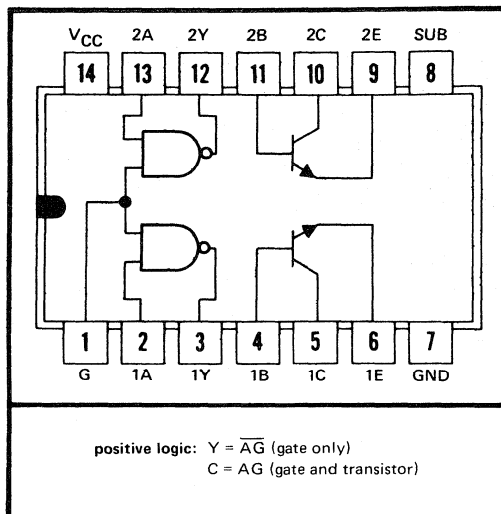 VCC 2A 2Y 2B 2C 2E SUB
14 13 12 11 10 9 8
1 2 3 4 5 6 7
G 1A 1Y 1B 1C 1E GND
positive logic: Y = \overline{AG} (gate only)
C = AG (gate and transistor)